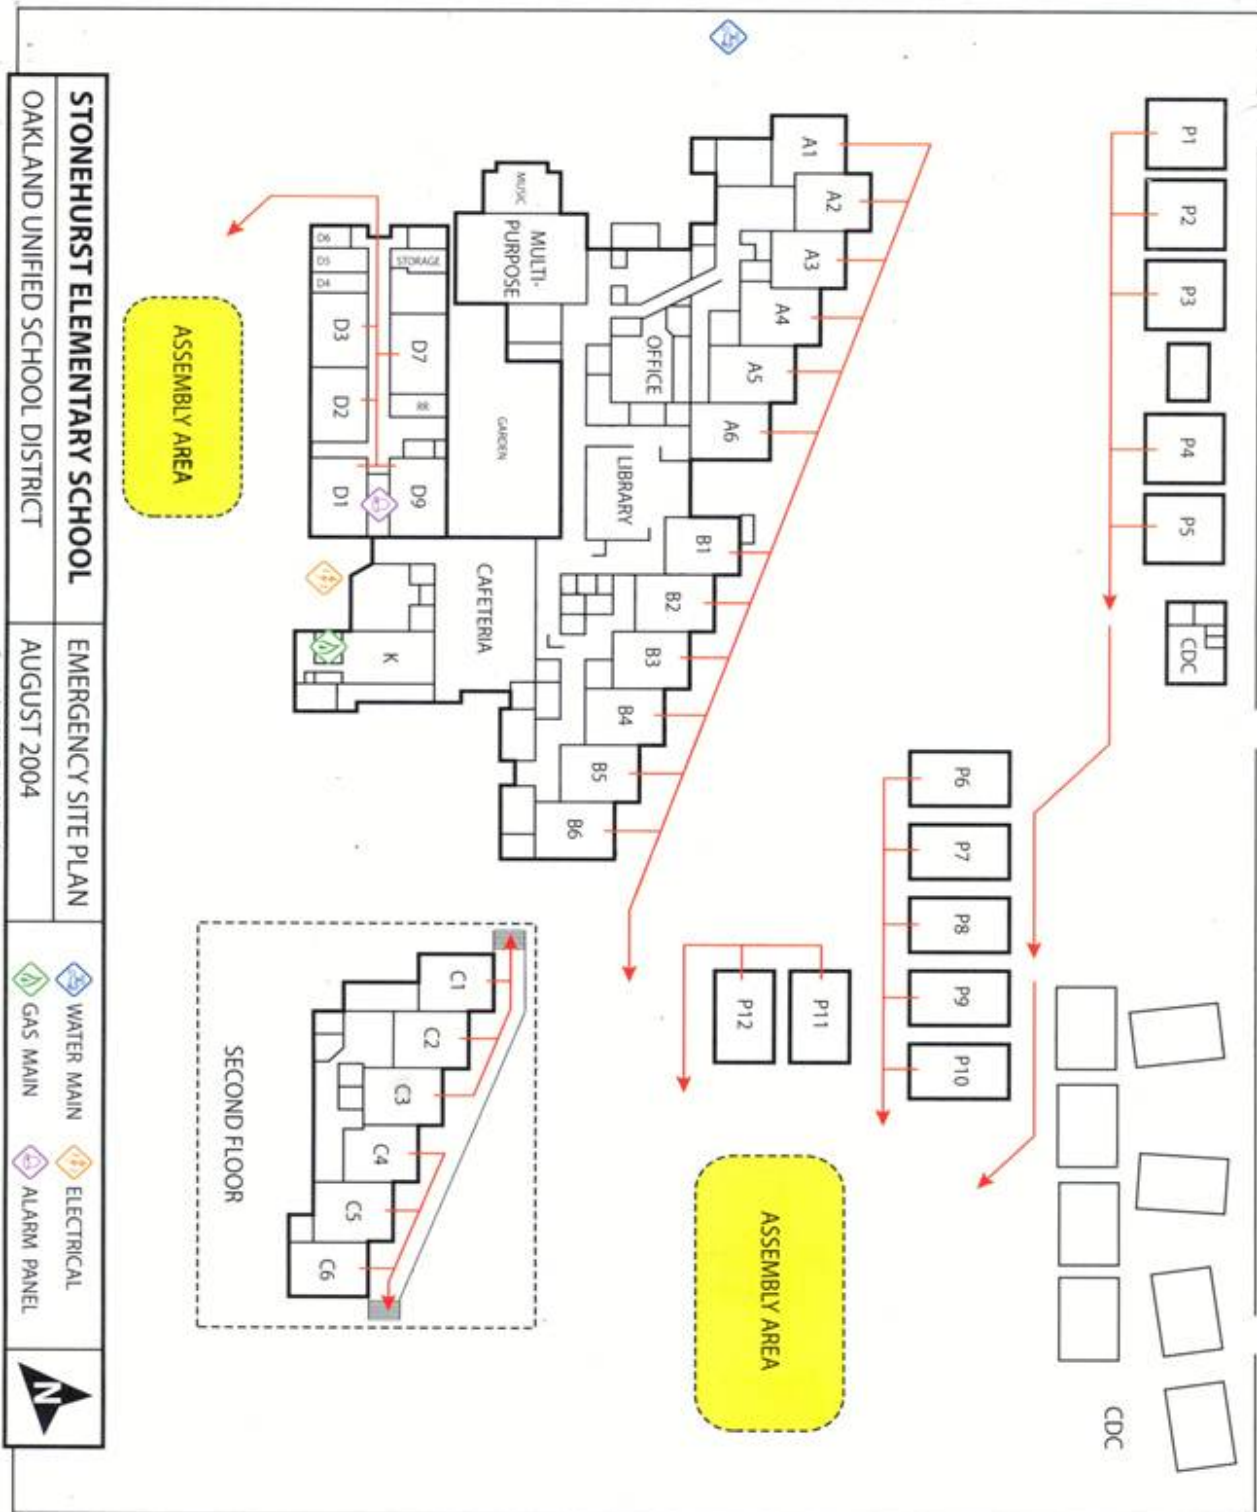 P1
P2
P3
P4
P5
CDC
P6
P7
P8
P9
P10
P11
P12
CDC
A1
A2
A3
A4
A5
A6
B1
B2
B3
B4
B5
B6
MUSIC
MULTI-
PURPOSE
OFFICE
LIBRARY
GARDEN
CAFETERIA
K
STORAGE
D7
RR
D9
D6
D5
D4
D3
D2
D1
ASSEMBLY AREA
ASSEMBLY AREA
C1
C2
C3
C4
C5
C6
SECOND FLOOR
STONEHURST ELEMENTARY SCHOOL
OAKLAND UNIFIED SCHOOL DISTRICT
EMERGENCY SITE PLAN
AUGUST 2004
WATER MAIN
ELECTRICAL
GAS MAIN
ALARM PANEL
N